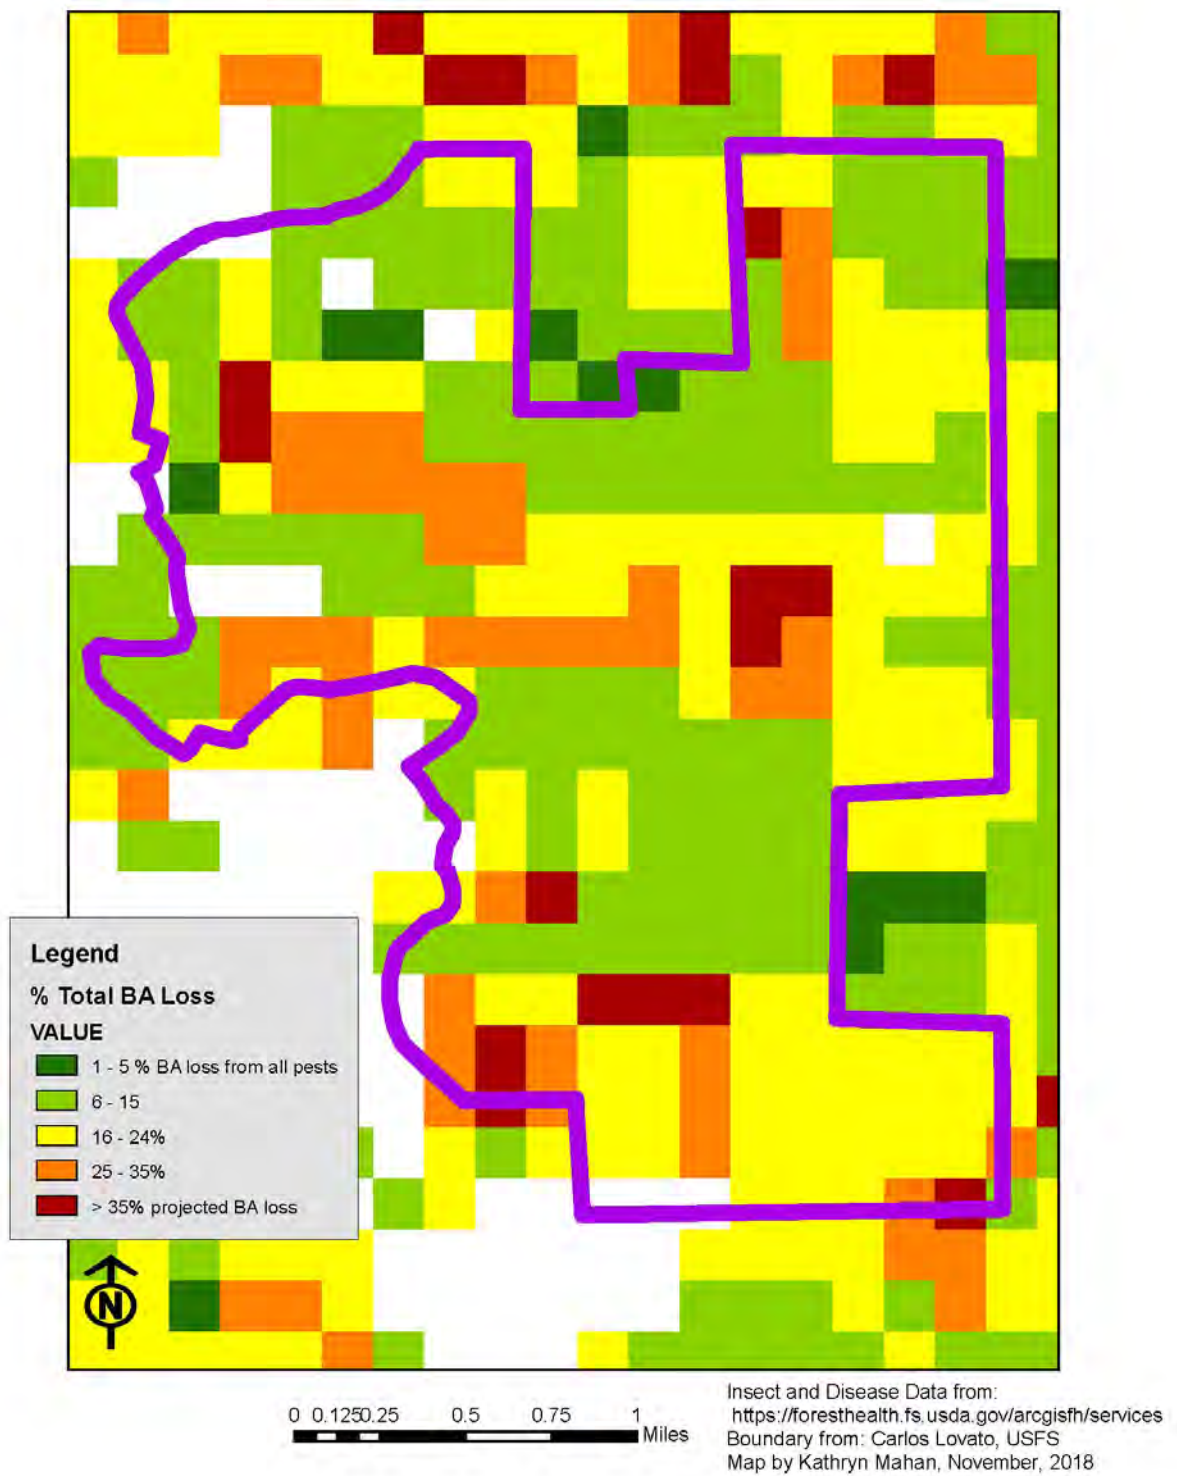 Legend
% Total BA Loss
VALUE
1 - 5 % BA loss from all pests
6 - 15
16 - 24%
25 - 35%
> 35% projected BA loss
N
0 0.125 0.25 0.5 0.75 1
Miles
Insect and Disease Data from:
https://foresthealth.fs.usda.gov/arcgisfh/services
Boundary from: Carlos Lovato, USFS
Map by Kathryn Mahan, November, 2018